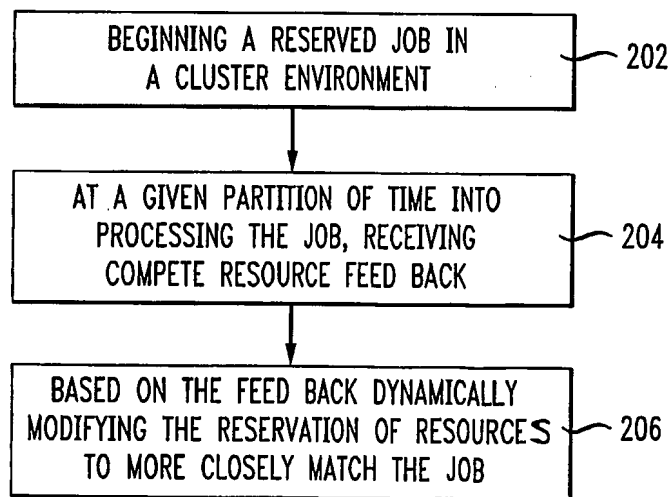 BEGINNING A RESERVED JOB IN
A CLUSTER ENVIRONMENT
202
AT A GIVEN PARTITION OF TIME INTO
PROCESSING THE JOB, RECEIVING
COMPETE RESOURCE FEED BACK
204
BASED ON THE FEED BACK DYNAMICALLY
MODIFYING THE RESERVATION OF RESOURCES
TO MORE CLOSELY MATCH THE JOB
206